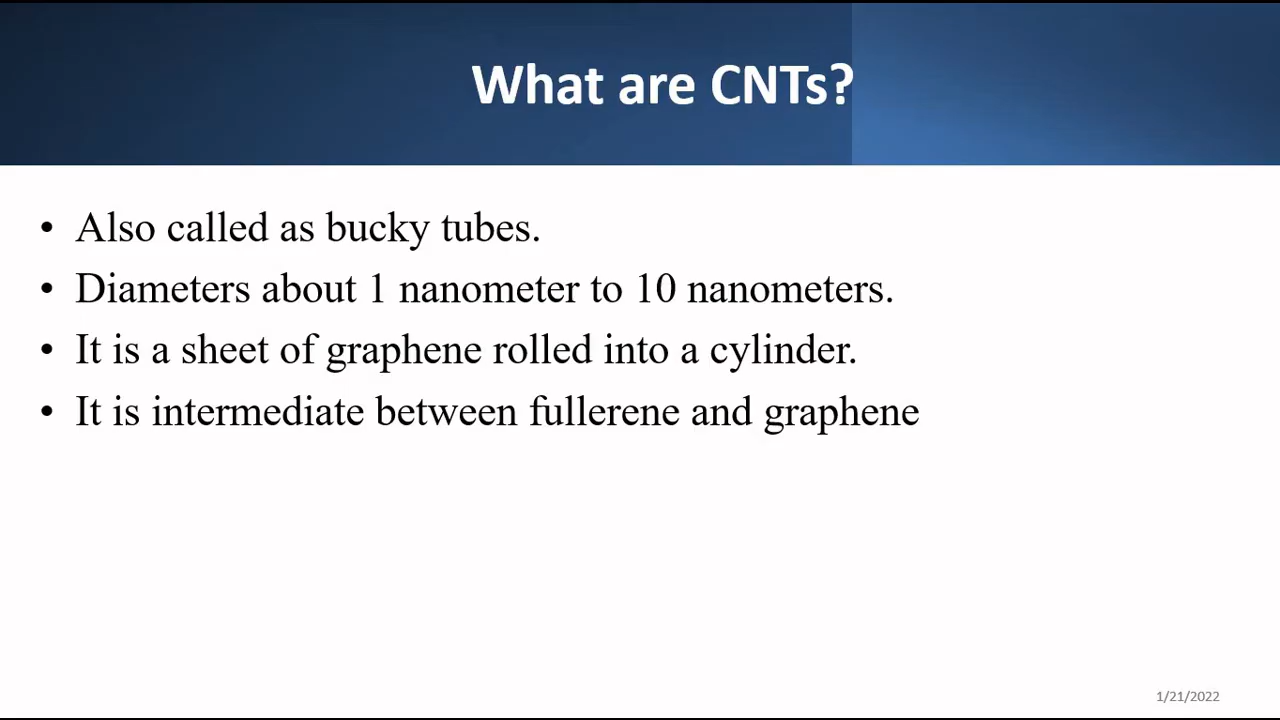 What are CNTs?
• Also called as bucky tubes.
• Diameters about 1 nanometer to 10 nanometers.
• It is a sheet of graphene rolled into a cylinder.
• It is intermediate between fullerene and graphene
1/21/2022